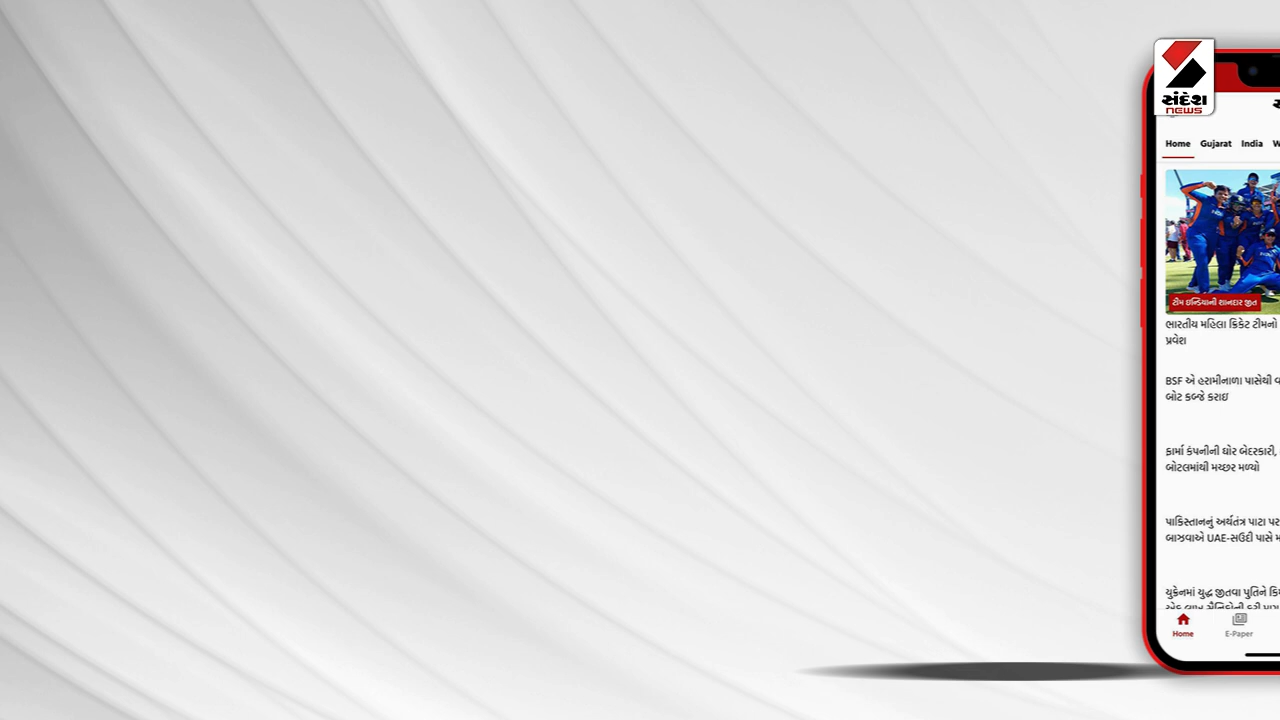 સંદેશ
NEWS
Home Gujarat India
ટીમ ઇન્ડિયાની શાનદાર જીત
ભારતીય મહિલા ક્રિકેટ ટીમનો
પ્રવેશ
BSF એ હરામીનાળા પાસેથી
બોટ કબ્જે કરાઇ
ફાર્મા કંપનીની ઘોર બેદરકારી,
બોટલમાંથી મચ્છર મળ્યો
પાકિસ્તાનનું અર્થતંત્ર પાટા પર
બાઝવાએ UAE-સઉદી પાસે
યુક્રેનમાં યુદ્ધ જીતવા પુતિને
Home E-Paper